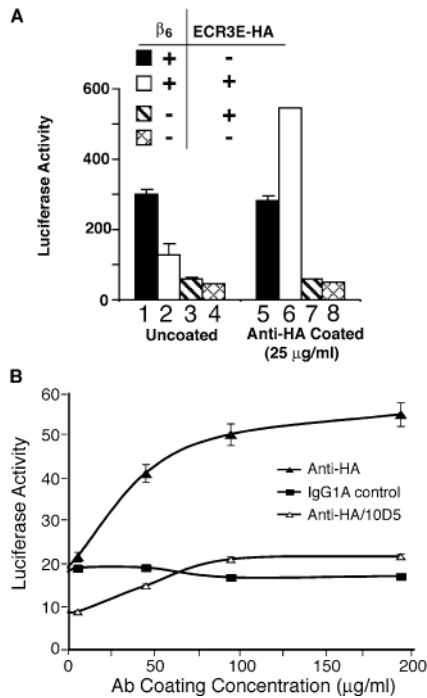 A
β6 ECR3E-HA
+ -
+ +
- +
- -
Luciferase Activity
600
400
200
0
1 2 3 4 5 6 7 8
Uncoated Anti-HA Coated
(25 μg/ml)
B
Luciferase Activity
60
50
40
30
20
10
0
Anti-HA
IgG1A control
Anti-HA/10D5
0 50 100 150 200
Ab Coating Concentration (μg/ml)